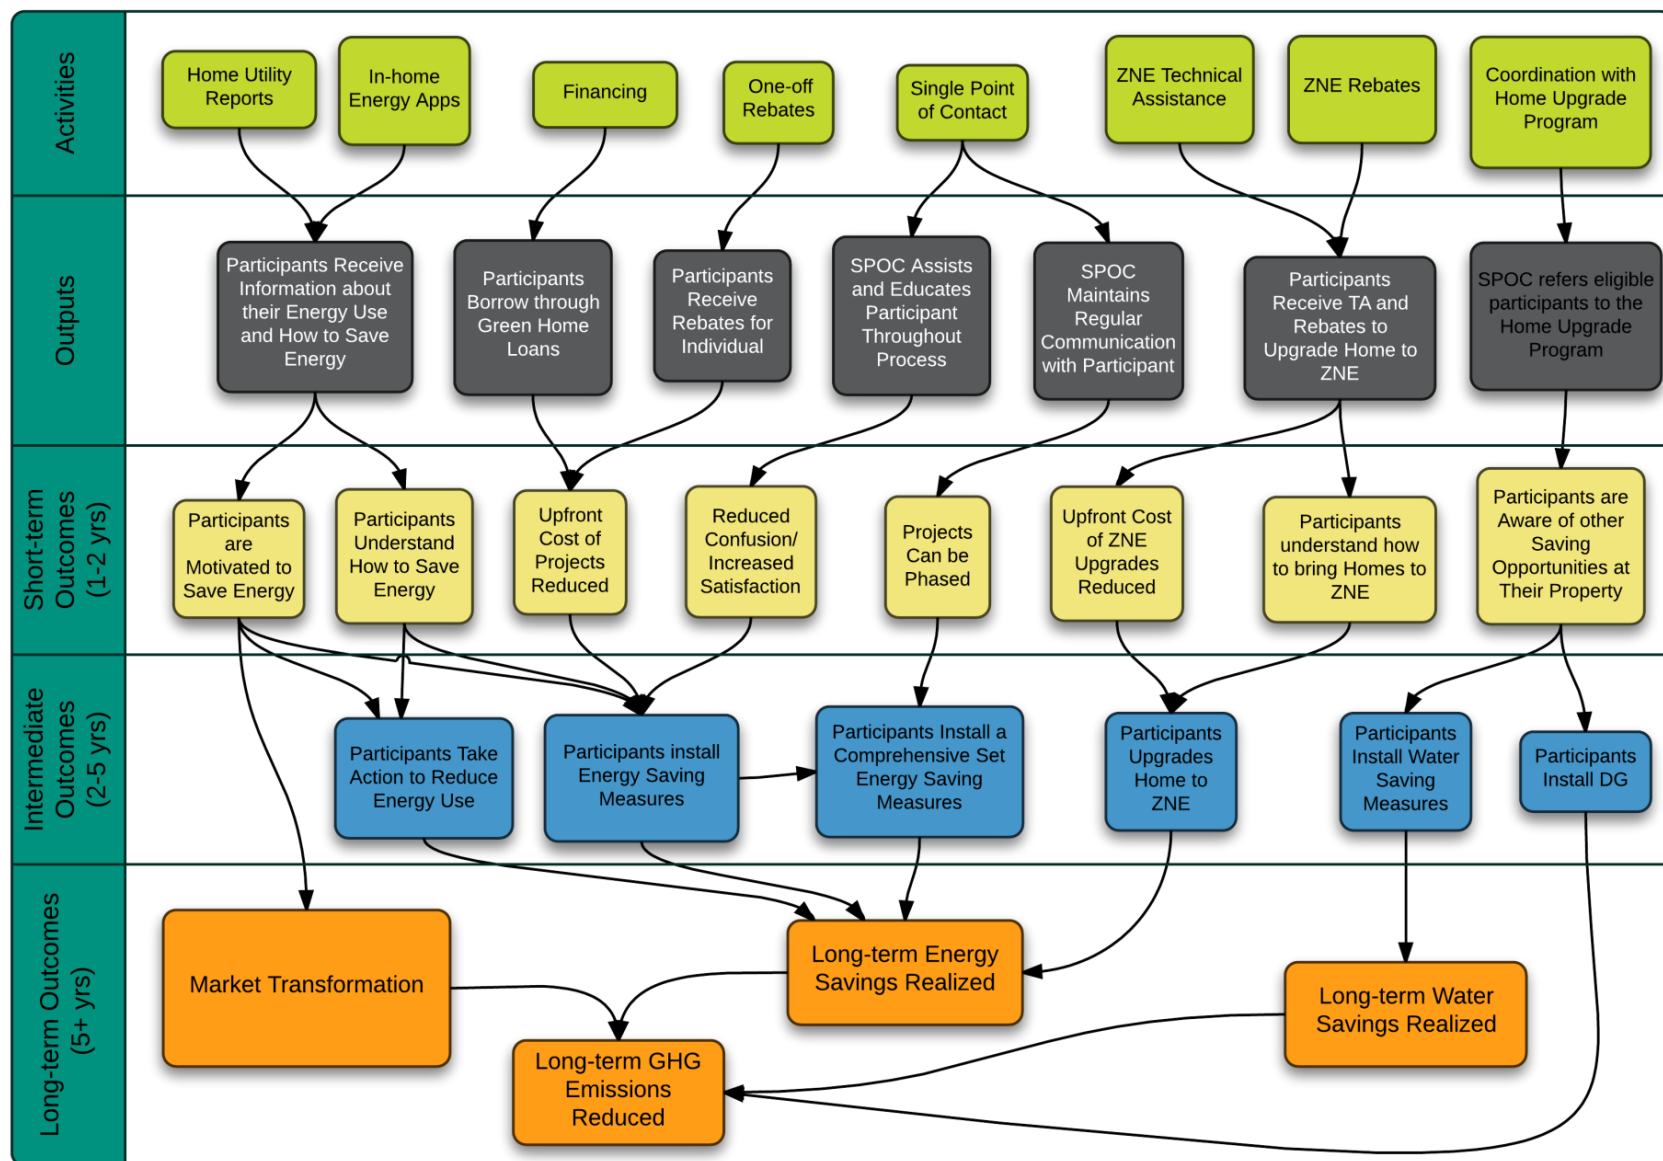 Activities
Home Utility
Reports
In-home
Energy Apps
Financing
One-off
Rebates
Single Point
of Contact
ZNE Technical
Assistance
ZNE Rebates
Coordination with
Home Upgrade
Program
Outputs
Participants Receive
Information about
their Energy Use
and How to Save
Energy
Participants
Borrow through
Green Home
Loans
Participants
Receive
Rebates for
Individual
SPOC Assists
and Educates
Participant
Throughout
Process
SPOC
Maintains
Regular
Communication
with Participant
Participants
Receive TA and
Rebates to
Upgrade Home to
ZNE
SPOC refers eligible
participants to the
Home Upgrade
Program
Short-term
Outcomes
(1-2 yrs)
Participants
are
Motivated to
Save Energy
Participants
Understand
How to Save
Energy
Upfront
Cost of
Projects
Reduced
Reduced
Confusion/
Increased
Satisfaction
Projects
Can be
Phased
Upfront Cost
of ZNE
Upgrades
Reduced
Participants
understand how
to bring Homes to
ZNE
Participants are
Aware of other
Saving
Opportunities at
Their Property
Intermediate
Outcomes
(2-5 yrs)
Participants Take
Action to Reduce
Energy Use
Participants install
Energy Saving
Measures
Participants Install a
Comprehensive Set
Energy Saving
Measures
Participants
Upgrades
Home to
ZNE
Participants
Install Water
Saving
Measures
Participants
Install DG
Long-term Outcomes
(5+ yrs)
Market Transformation
Long-term Energy
Savings Realized
Long-term Water
Savings Realized
Long-term GHG
Emissions
Reduced